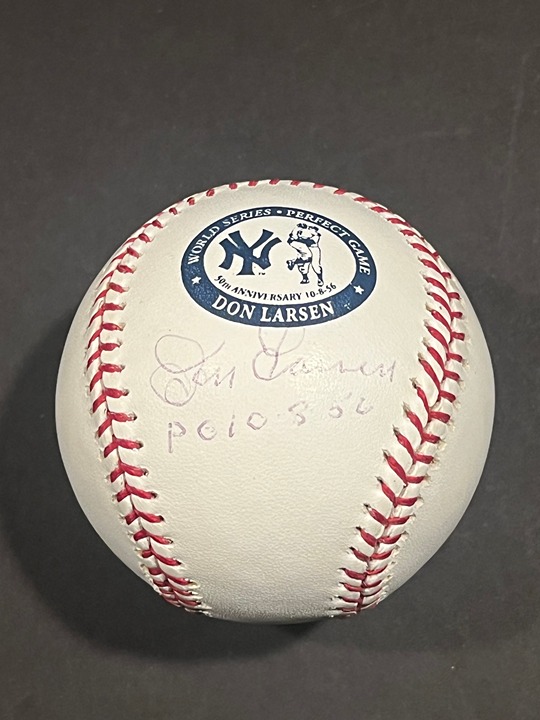 WORLD SERIES • PERFECT GAME
NY
50TH ANNIVERSARY 10-8-56
DON LARSEN
Don Larsen
PG 10-8-56